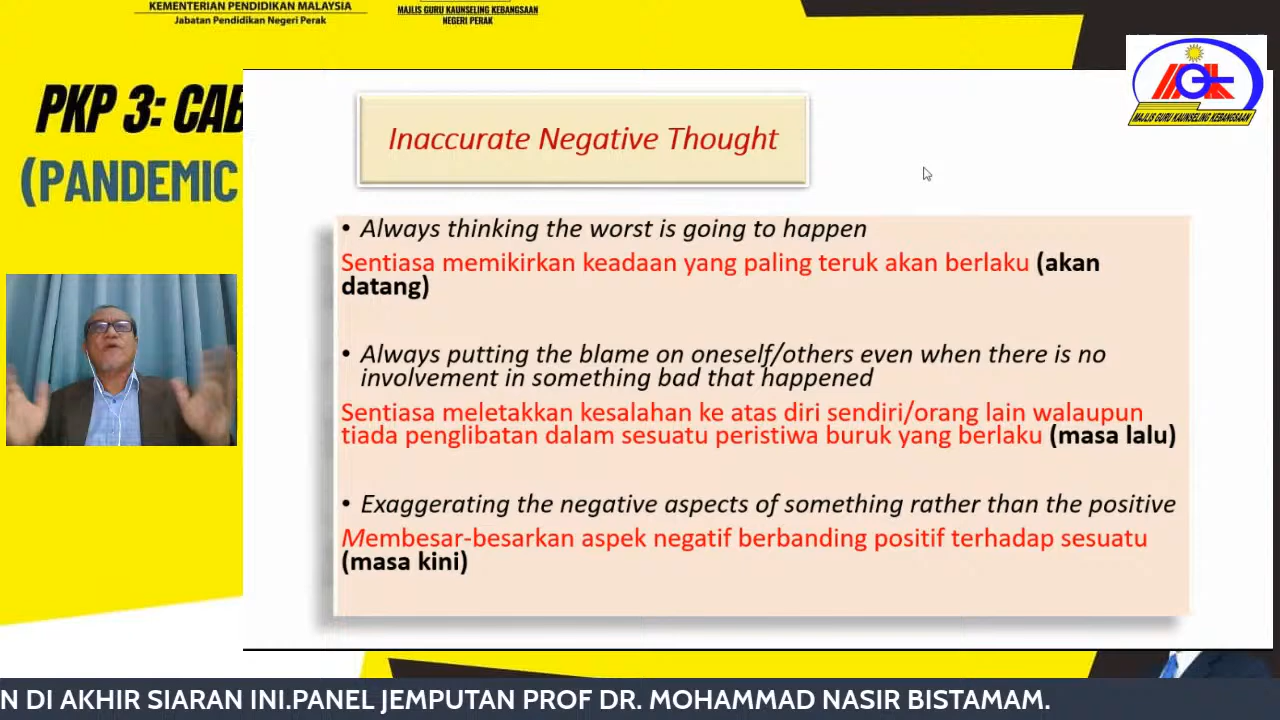 KEMENTERIAN PENDIDIKAN MALAYSIA
Jabatan Pendidikan Negeri Perak
MAJLIS GURU KAUNSELING KEBANGSAAN
NEGERI PERAK
MAJLIS GURU KAUNSELING KEBANGSAAN
PKP 3: CAB
(PANDEMIC
Inaccurate Negative Thought
• Always thinking the worst is going to happen
Sentiasa memikirkan keadaan yang paling teruk akan berlaku (akan
datang)
• Always putting the blame on oneself/others even when there is no
involvement in something bad that happened
Sentiasa meletakkan kesalahan ke atas diri sendiri/orang lain walaupun
tiada penglibatan dalam sesuatu peristiwa buruk yang berlaku (masa lalu)
• Exaggerating the negative aspects of something rather than the positive
Membesar-besarkan aspek negatif berbanding positif terhadap sesuatu
(masa kini)
N DI AKHIR SIARAN INI.PANEL JEMPUTAN PROF DR. MOHAMMAD NASIR BISTAMAM.